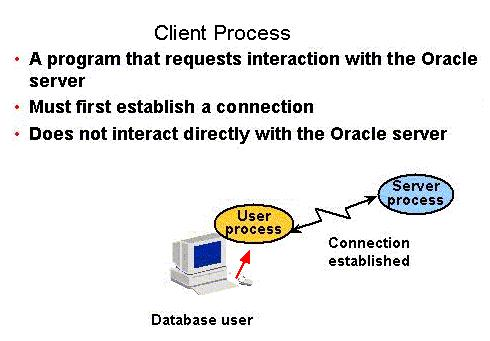 Client Process
• A program that requests interaction with the Oracle
server
• Must first establish a connection
• Does not interact directly with the Oracle server
Server
process
User
process
Connection
established
Database user